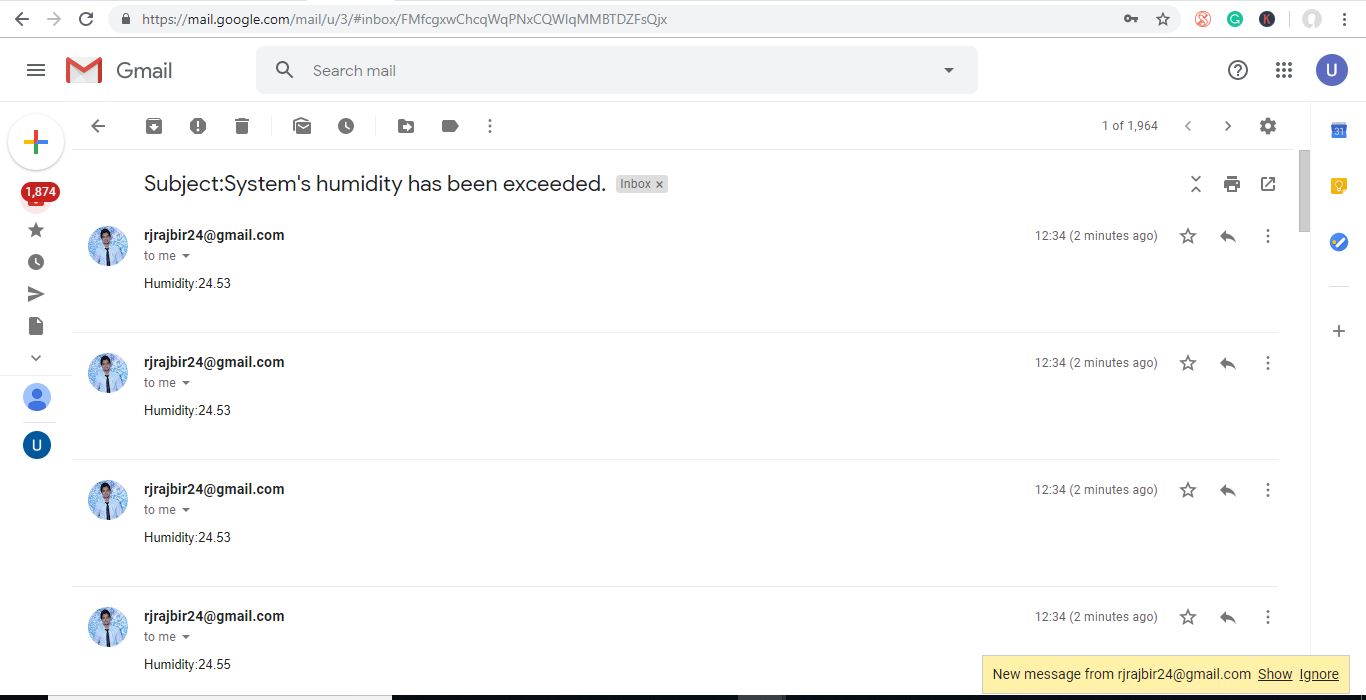 https://mail.google.com/mail/u/3/#inbox/FMfcgxwChcqWqPNxCQWlqMMBTDZFsQjx
Gmail
Search mail
U
1 of 1,964
31
1,874
Subject:System's humidity has been exceeded. Inbox x
rjrajbir24@gmail.com 12:34 (2 minutes ago)
to me
Humidity:24.53
rjrajbir24@gmail.com 12:34 (2 minutes ago)
to me
Humidity:24.53
U
rjrajbir24@gmail.com 12:34 (2 minutes ago)
to me
Humidity:24.53
rjrajbir24@gmail.com 12:34 (2 minutes ago)
to me
Humidity:24.55
New message from rjrajbir24@gmail.com Show Ignore